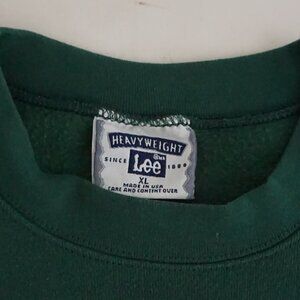 HEAVYWEIGHT
Lee
SINCE 1889
XL
MADE IN USA
CARE AND CONTENT OVER